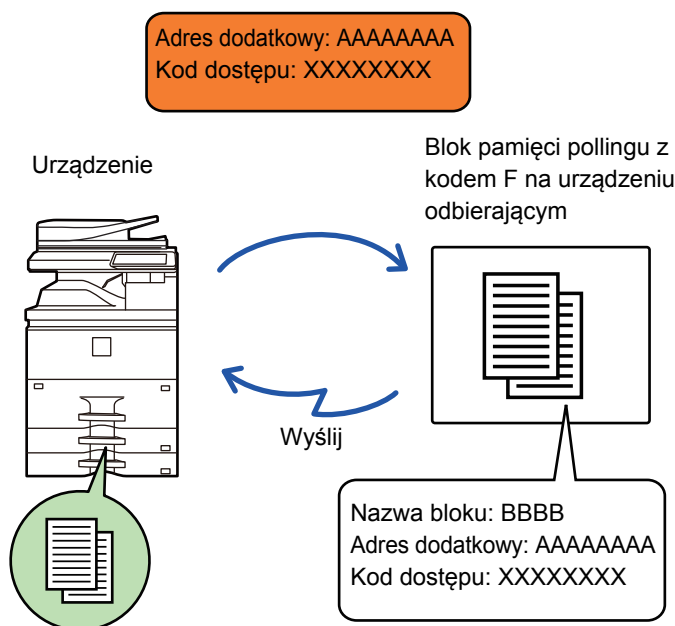 Adres dodatkowy: AAAAAAAA
Kod dostępu: XXXXXXXX
Urządzenie
Blok pamięci pollingu z
kodem F na urządzeniu
odbierającym
Wyślij
Nazwa bloku: BBBB
Adres dodatkowy: AAAAAAAA
Kod dostępu: XXXXXXXX